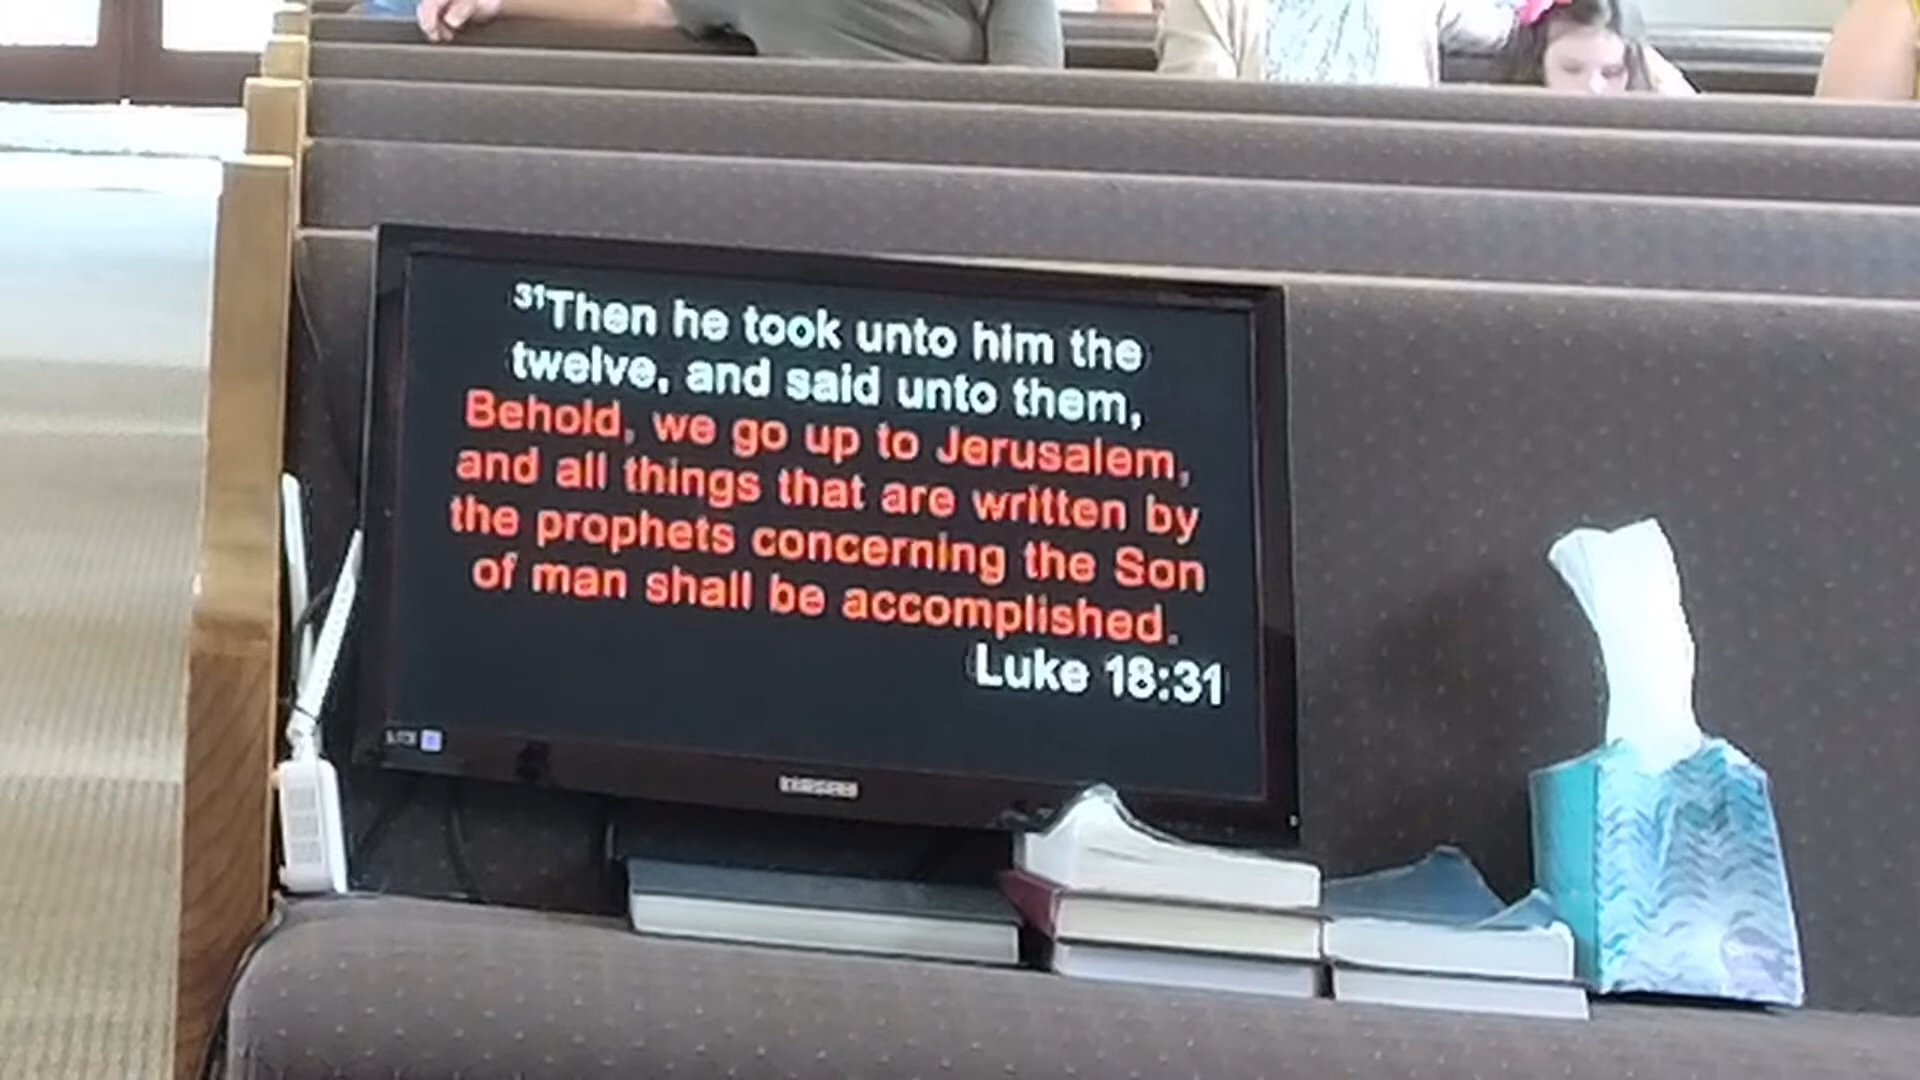 ³¹Then he took unto him the
twelve, and said unto them,
Behold, we go up to Jerusalem,
and all things that are written by
the prophets concerning the Son
of man shall be accomplished.
Luke 18:31
SAMSUNG